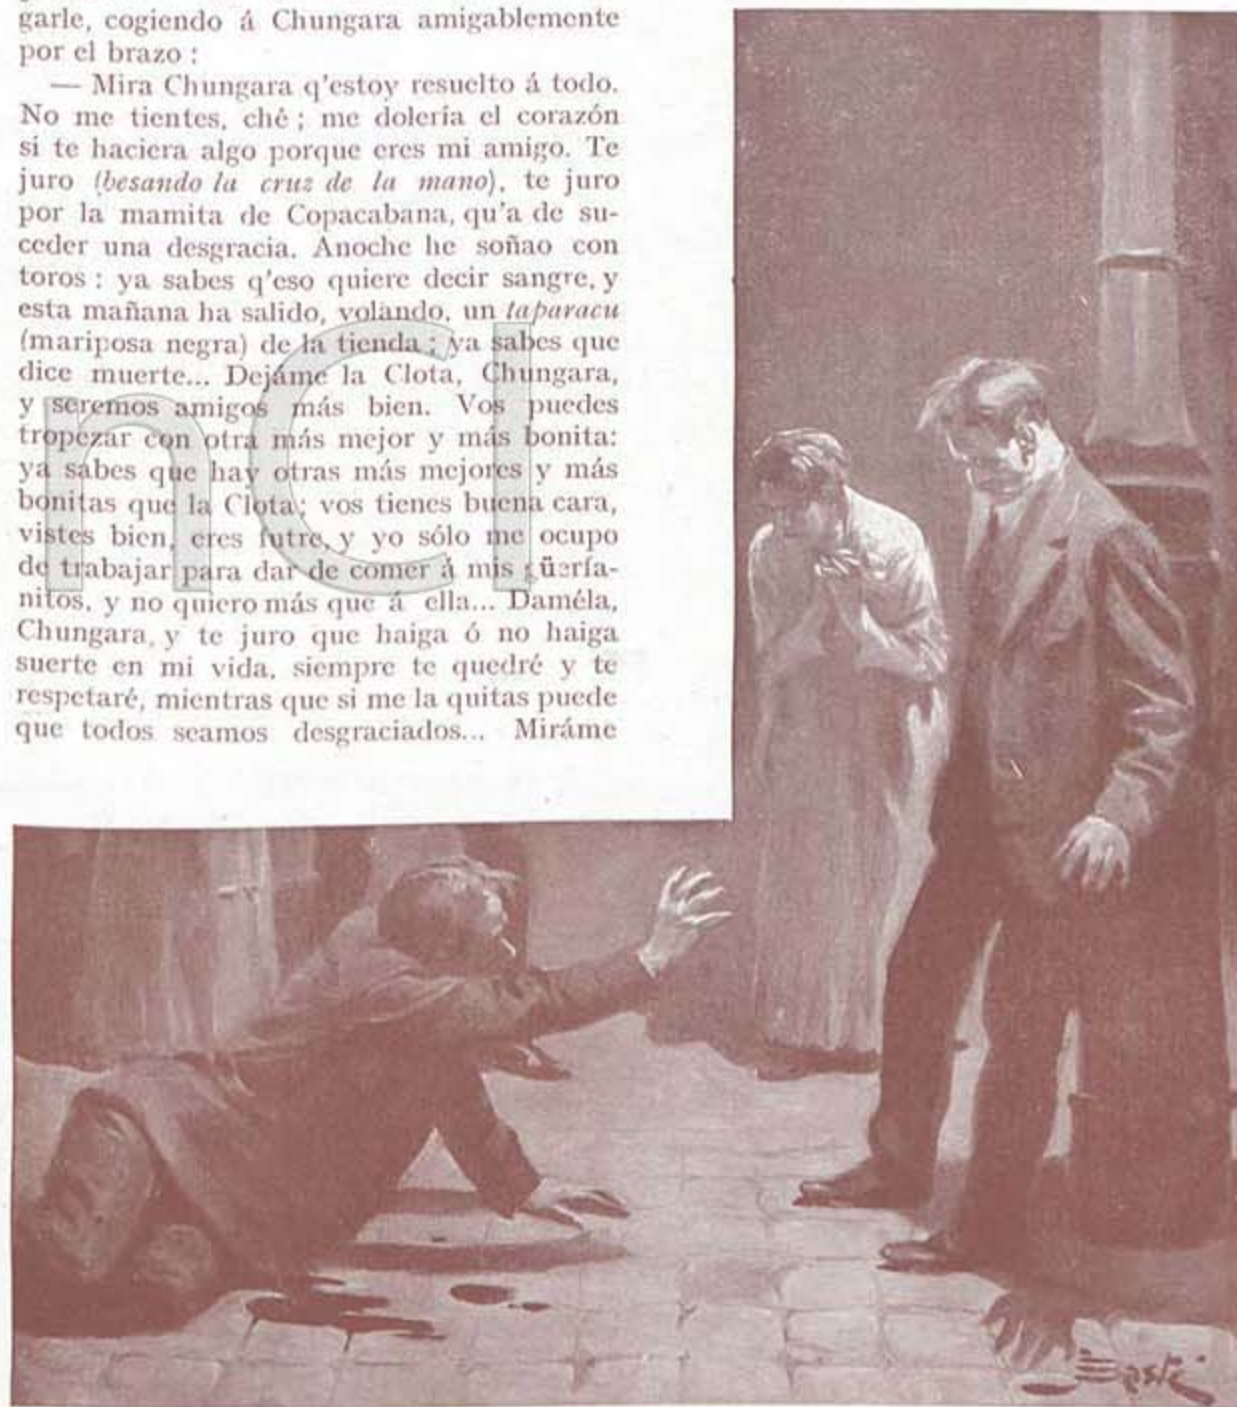 garle, cogiendo á Chungara amigablemente
por el brazo :
— Mira Chungara q'estoy resuelto á todo.
No me tientes, ché ; me dolería el corazón
si te haciera algo porque eres mi amigo. Te
juro (besando la cruz de la mano), te juro
por la mamita de Copacabana, qu'a de su-
ceder una desgracia. Anoche he soñao con
toros : ya sabes q'eso quiere decir sangre, y
esta mañana ha salido, volando, un taparacu
(mariposa negra) de la tienda ; ya sabes que
dice muerte... Dejáme la Clota, Chungara,
y seremos amigos más bien. Vos puedes
tropezar con otra más mejor y más bonita:
ya sabes que hay otras más mejores y más
bonitas que la Clota; vos tienes buena cara,
vistes bien, eres futre, y yo sólo me ocupo
de trabajar para dar de comer á mis güerfa-
nitos, y no quiero más que á ella... Daméla,
Chungara, y te juro que haiga ó no haiga
suerte en mi vida, siempre te quedré y te
respetaré, mientras que si me la quitas puede
que todos seamos desgraciados... Miráme
ncl